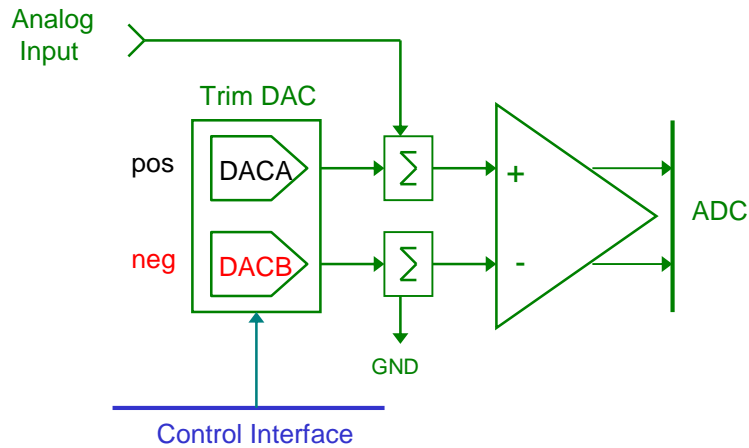 Analog
Input
Trim DAC
pos
DACA
Σ
+
ADC
neg
DACB
Σ
-
GND
Control Interface